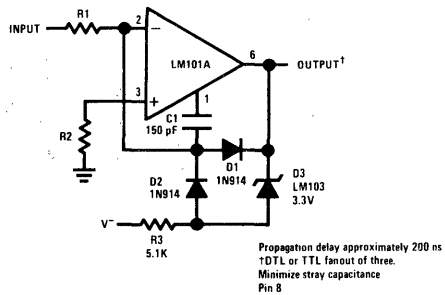 INPUT
R1
2
LM101A
6
OUTPUT†
3
1
C1
150 pF
R2
D1
1N914
D2
1N914
D3
LM103
3.3V
V⁻
R3
5.1K
Propagation delay approximately 200 ns
†DTL or TTL fanout of three.
Minimize stray capacitance
Pin 8